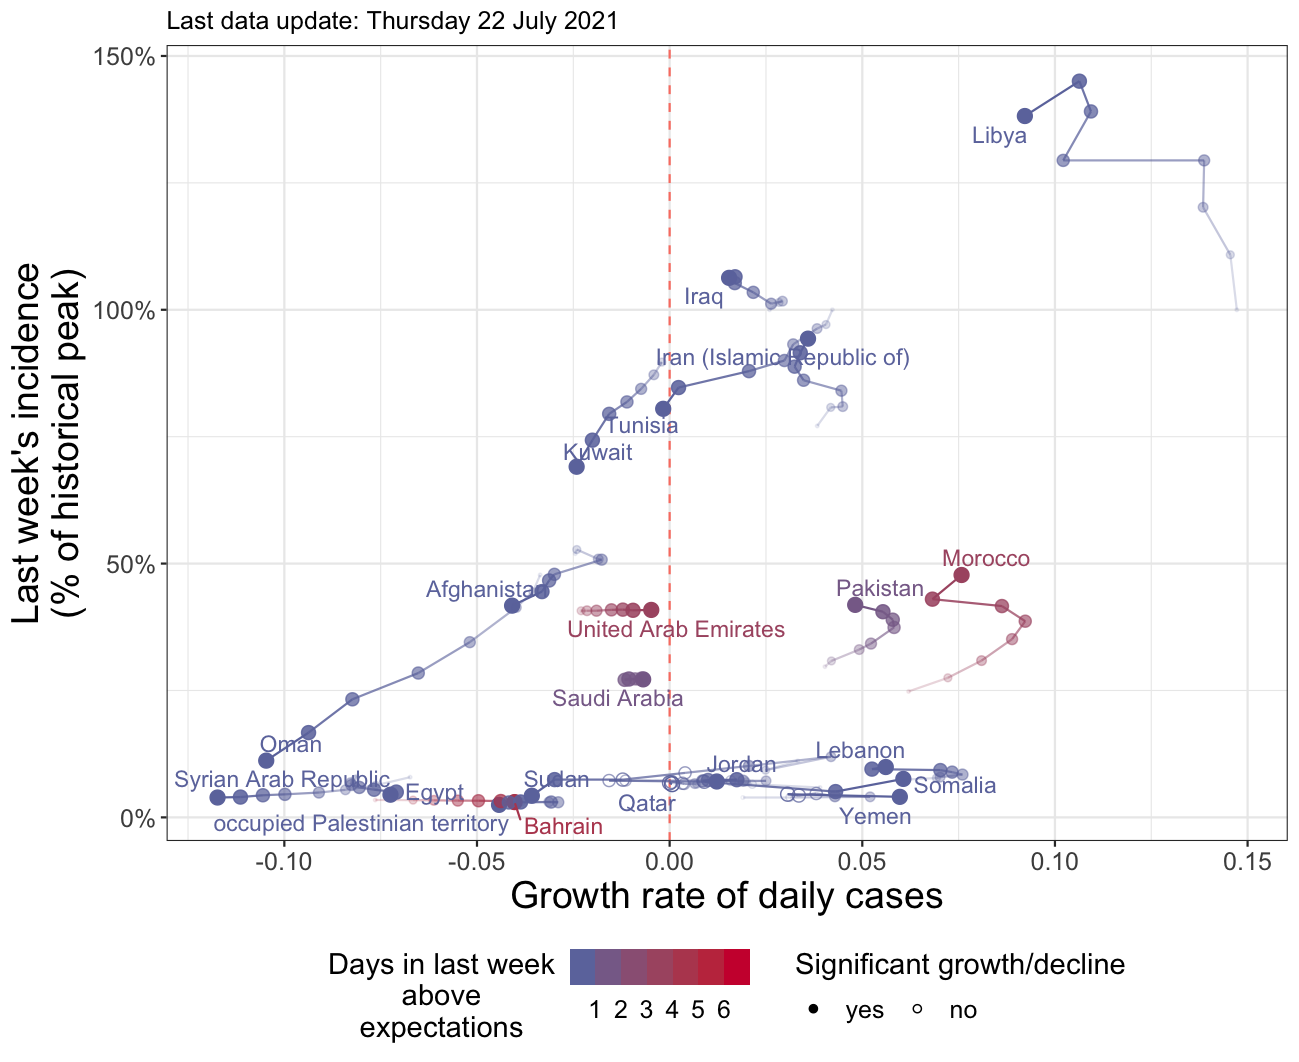 Last data update: Thursday 22 July 2021
Last week's incidence
(% of historical peak)
150%
100%
50%
0%
Libya
Iraq
Iran (Islamic Republic of)
Tunisia
Kuwait
Morocco
Afghanistan
Pakistan
United Arab Emirates
Saudi Arabia
Oman
Lebanon
Jordan
Syrian Arab Republic
Sudan
Somalia
Egypt
Qatar
Yemen
occupied Palestinian territory
Bahrain
-0.10
-0.05
0.00
0.05
0.10
0.15
Growth rate of daily cases
Days in last week
above
expectations
1 2 3 4 5 6
Significant growth/decline
yes
no